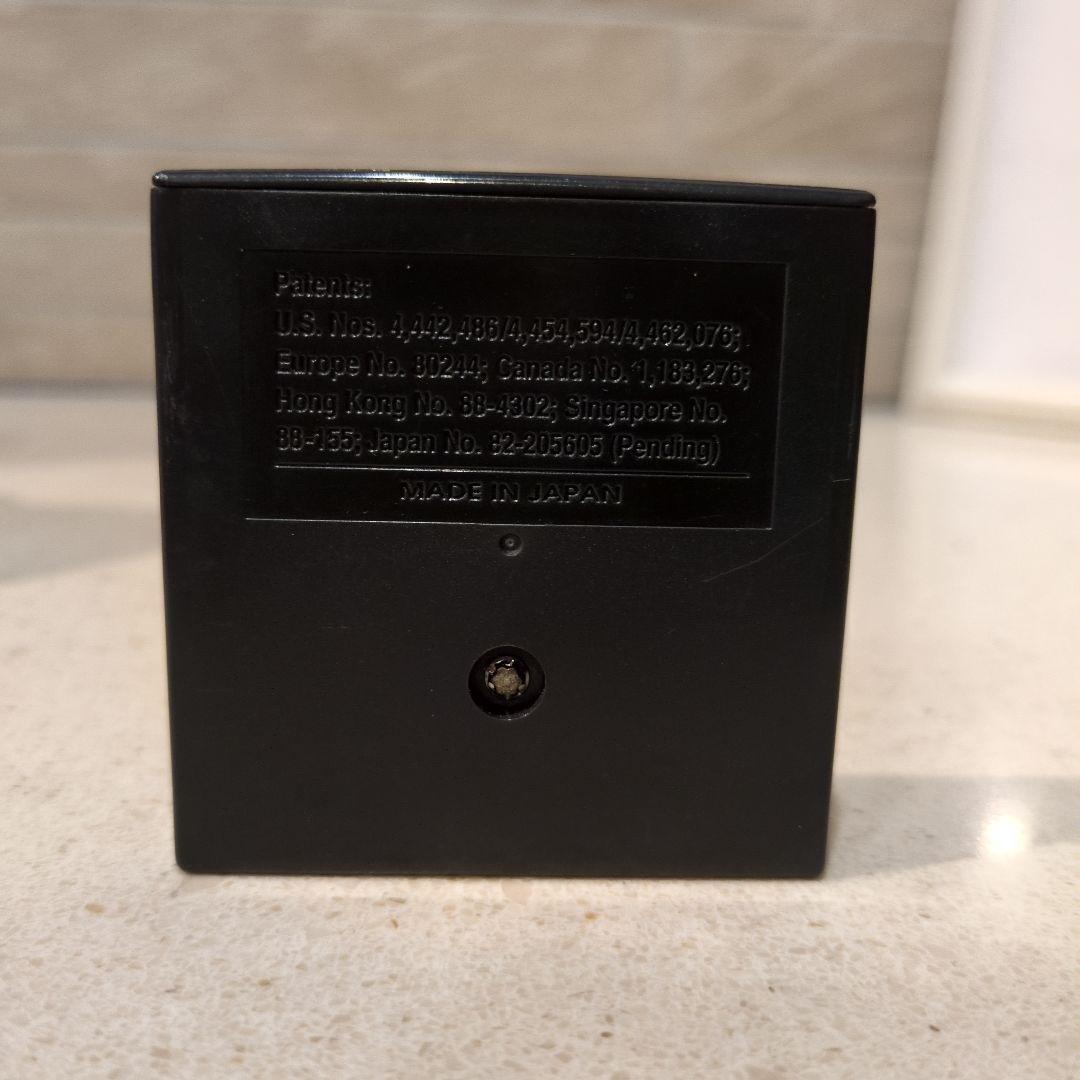 Patents:
U.S. Nos. 4,442,486/4,454,594/4,462,076;
Europe No. 80244; Canada No. 1,183,276;
Hong Kong No. 88-4302; Singapore No.
88-155; Japan No. 82-205605 (Pending)
MADE IN JAPAN